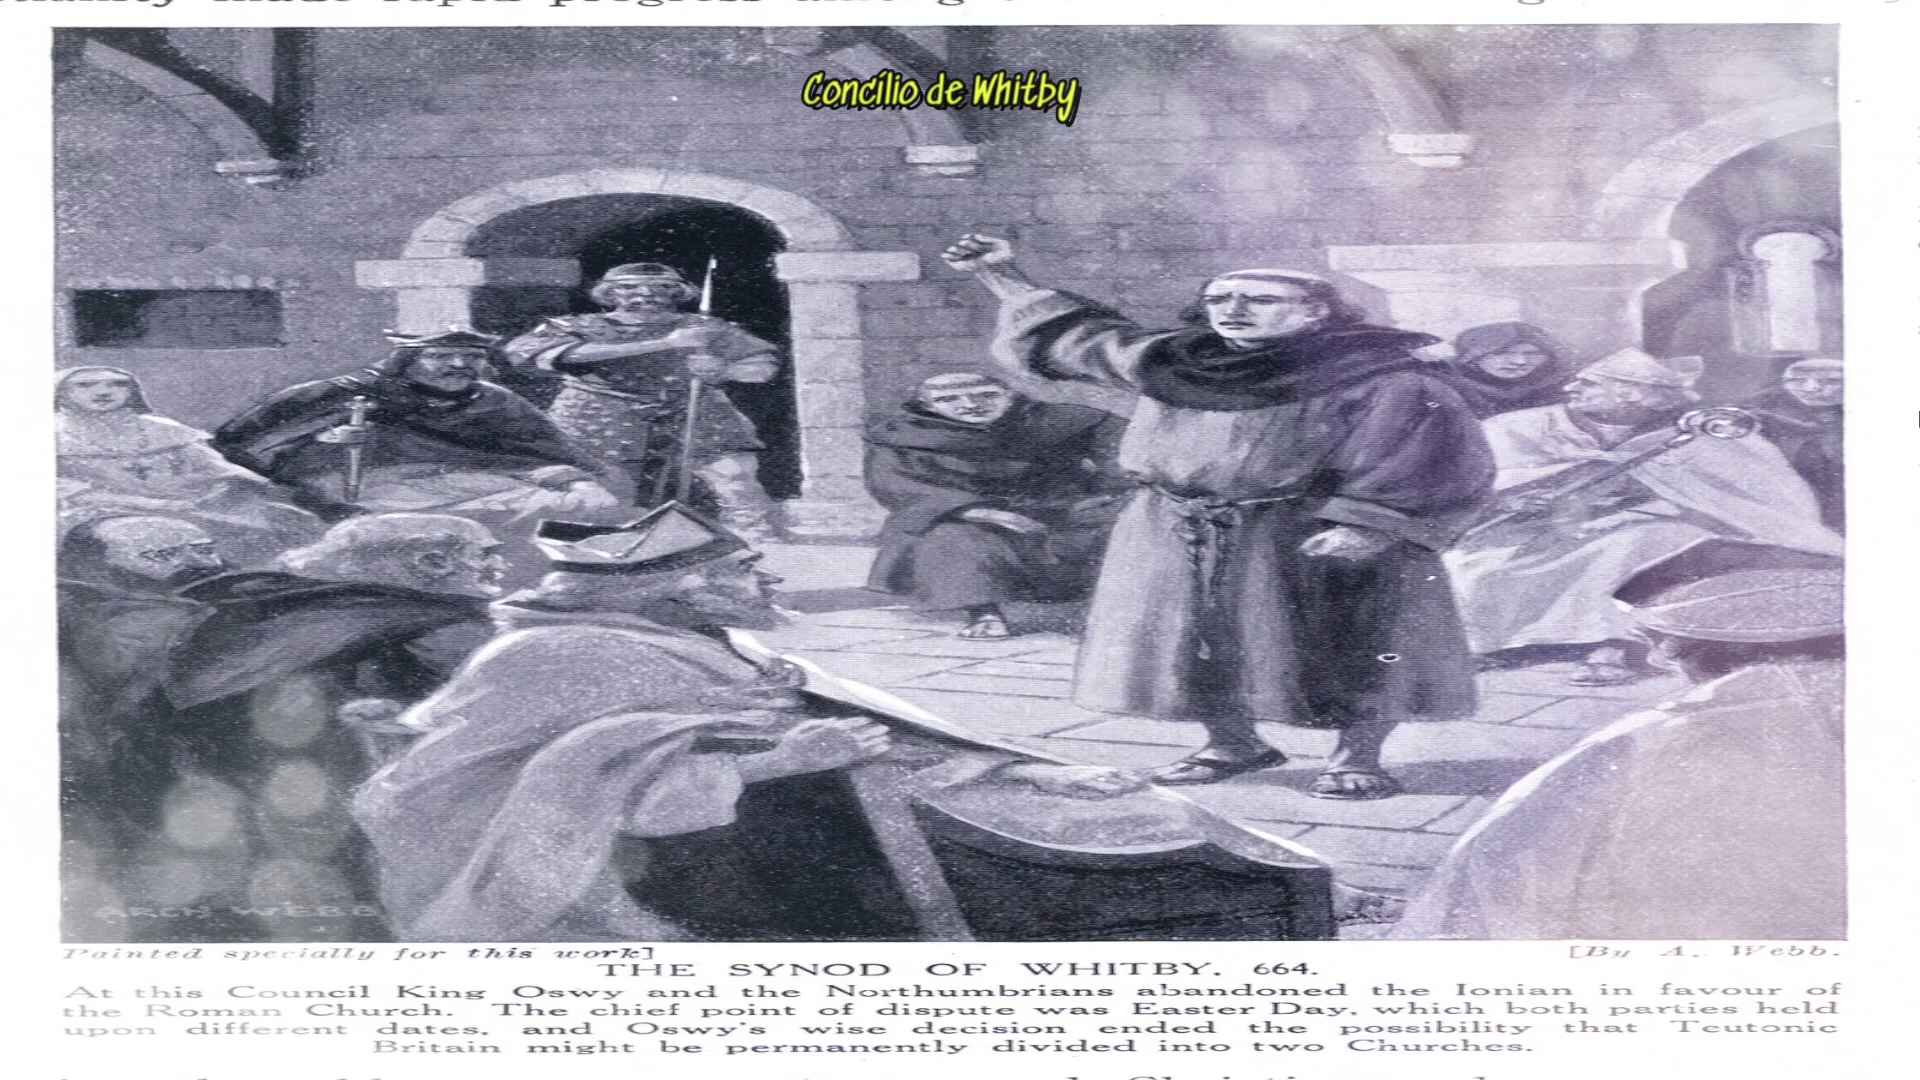 Concílio de Whitby
ARCH WEBB
Painted specially for this work]
[By A. Webb.
THE SYNOD OF WHITBY, 664.
At this Council King Oswy and the Northumbrians abandoned the Ionian in favour of
the Roman Church. The chief point of dispute was Easter Day, which both parties held
upon different dates, and Oswy's wise decision ended the possibility that Teutonic
Britain might be permanently divided into two Churches.